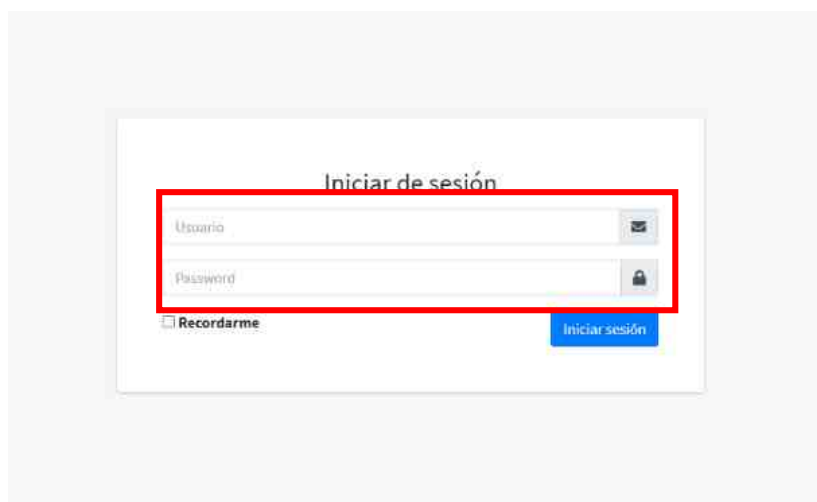 Iniciar de sesión
Usuario
Password
Recordarme
Iniciar sesión